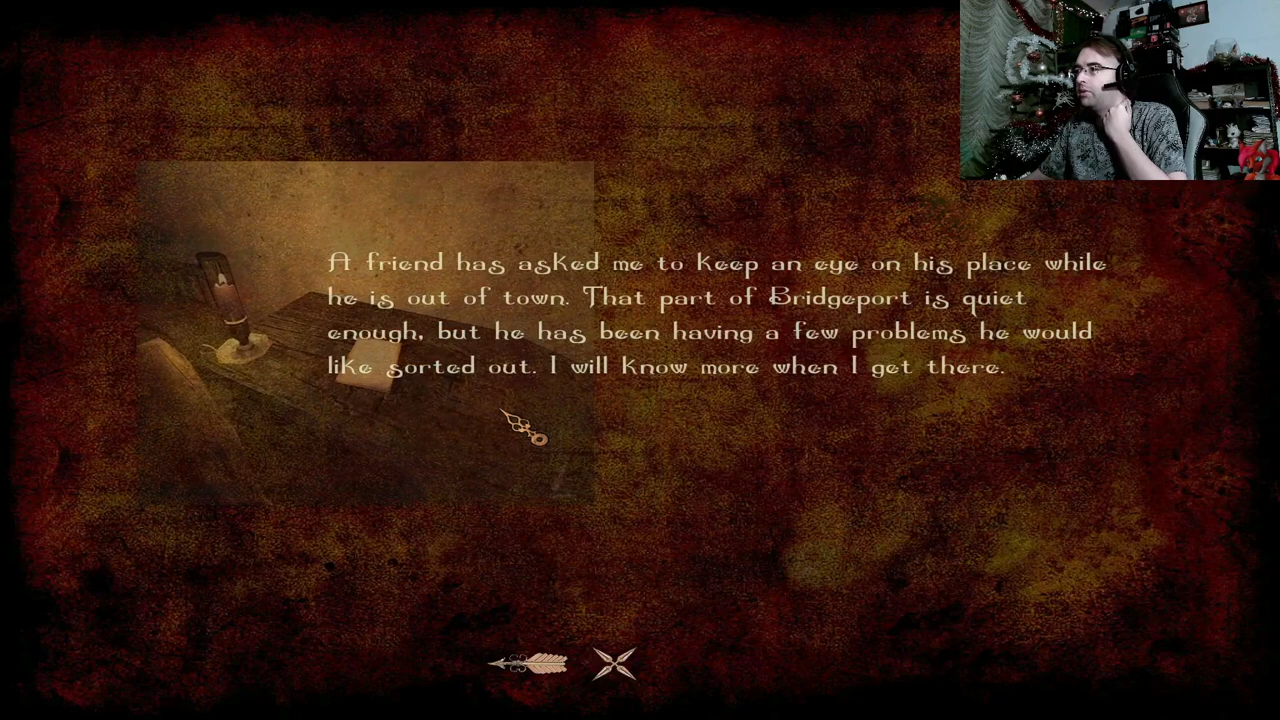 A friend has asked me to keep an eye on his place while
he is out of town. That part of Bridgeport is quiet
enough, but he has been having a few problems he would
like sorted out. I will know more when I get there.